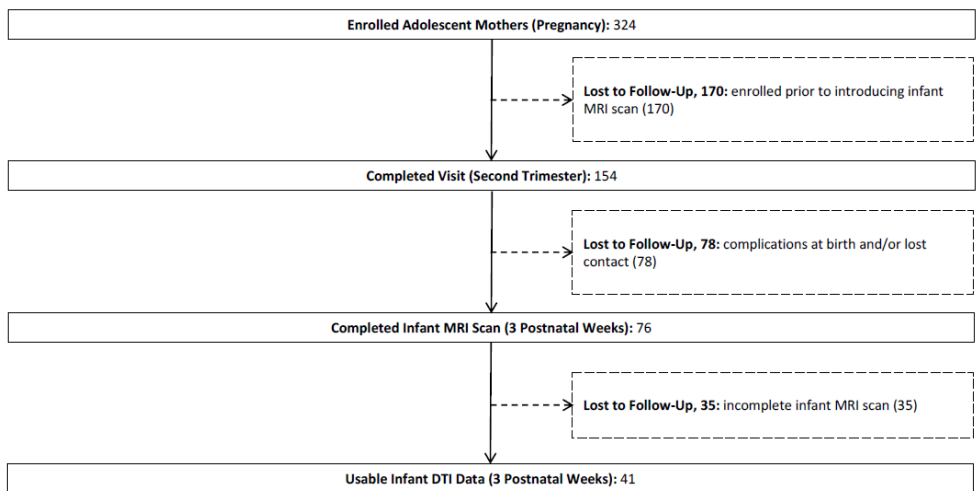 Enrolled Adolescent Mothers (Pregnancy): 324
Lost to Follow-Up, 170: enrolled prior to introducing infant
MRI scan (170)
Completed Visit (Second Trimester): 154
Lost to Follow-Up, 78: complications at birth and/or lost
contact (78)
Completed Infant MRI Scan (3 Postnatal Weeks): 76
Lost to Follow-Up, 35: incomplete infant MRI scan (35)
Usable Infant DTI Data (3 Postnatal Weeks): 41